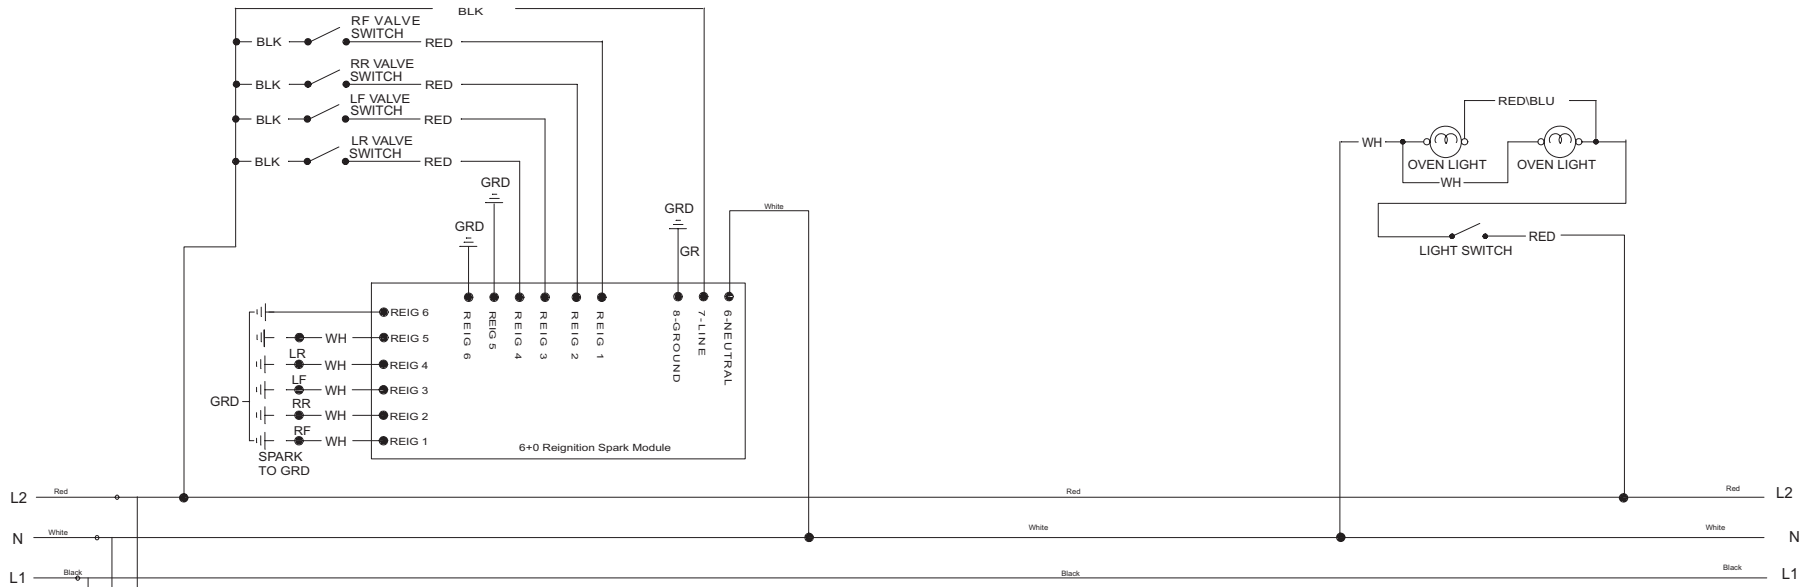 BLK
RF VALVE
SWITCH
BLK
RED
RR VALVE
SWITCH
BLK
RED
LF VALVE
SWITCH
BLK
RED
LR VALVE
SWITCH
BLK
RED
GRD
GRD
GRD
GR
White
REIG 6
REIG 5
REIG 4
REIG 3
REIG 2
REIG 1
8-GROUND
7-LINE
6-NEUTRAL
REIG 6
WH
REIG 5
LR
WH
REIG 4
LF
WH
REIG 3
GRD
RR
WH
REIG 2
RF
WH
REIG 1
SPARK
TO GRD
6+0 Reignition Spark Module
RED\BLU
WH
OVEN LIGHT
OVEN LIGHT
WH
LIGHT SWITCH
RED
L2
Red
Red
Red
L2
N
White
White
White
N
L1
Black
Black
Black
L1